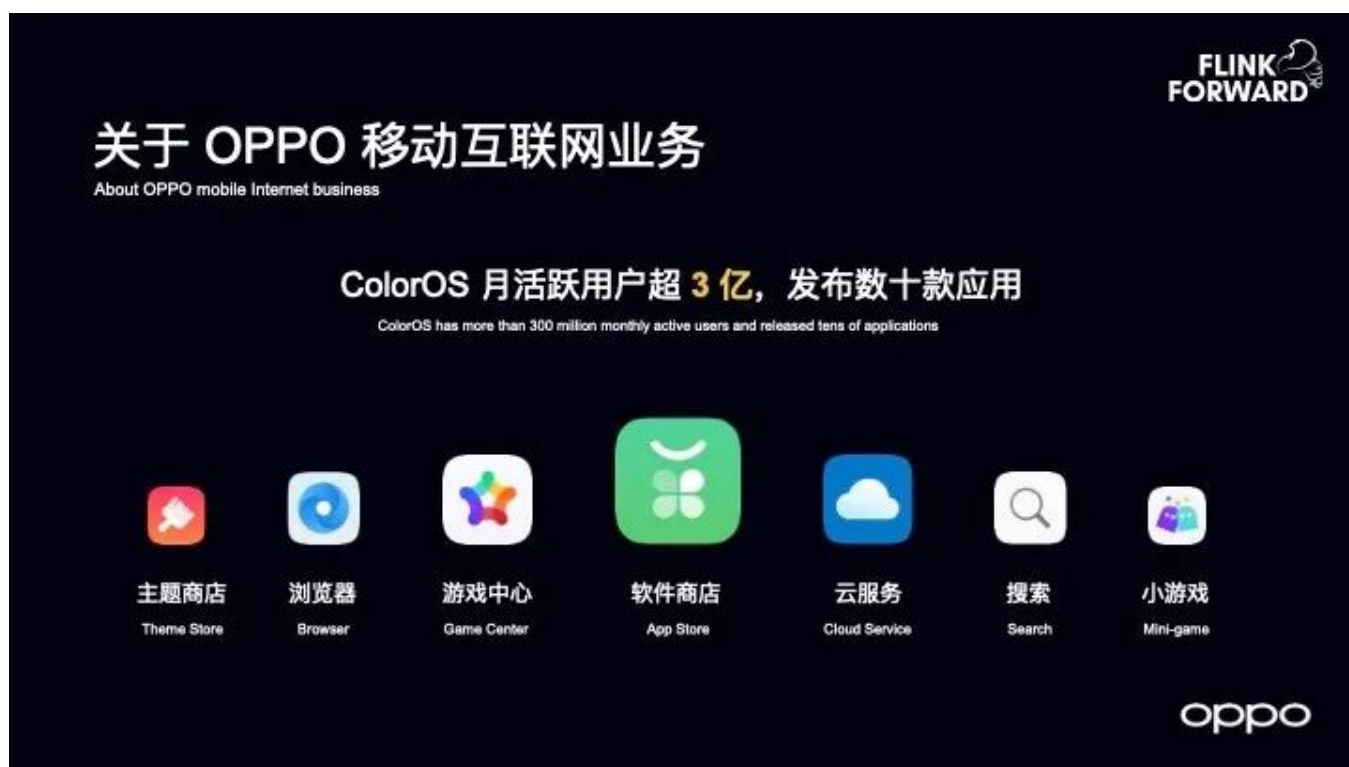 FLINK
FORWARD
关于 OPPO 移动互联网业务
About OPPO mobile Internet business
ColorOS 月活跃用户超 3 亿，发布数十款应用
ColorOS has more than 300 million monthly active users and released tens of applications
主题商店 浏览器 游戏中心 软件商店 云服务 搜索 小游戏
Theme Store Browser Game Center App Store Cloud Service Search Mini-game
oppo